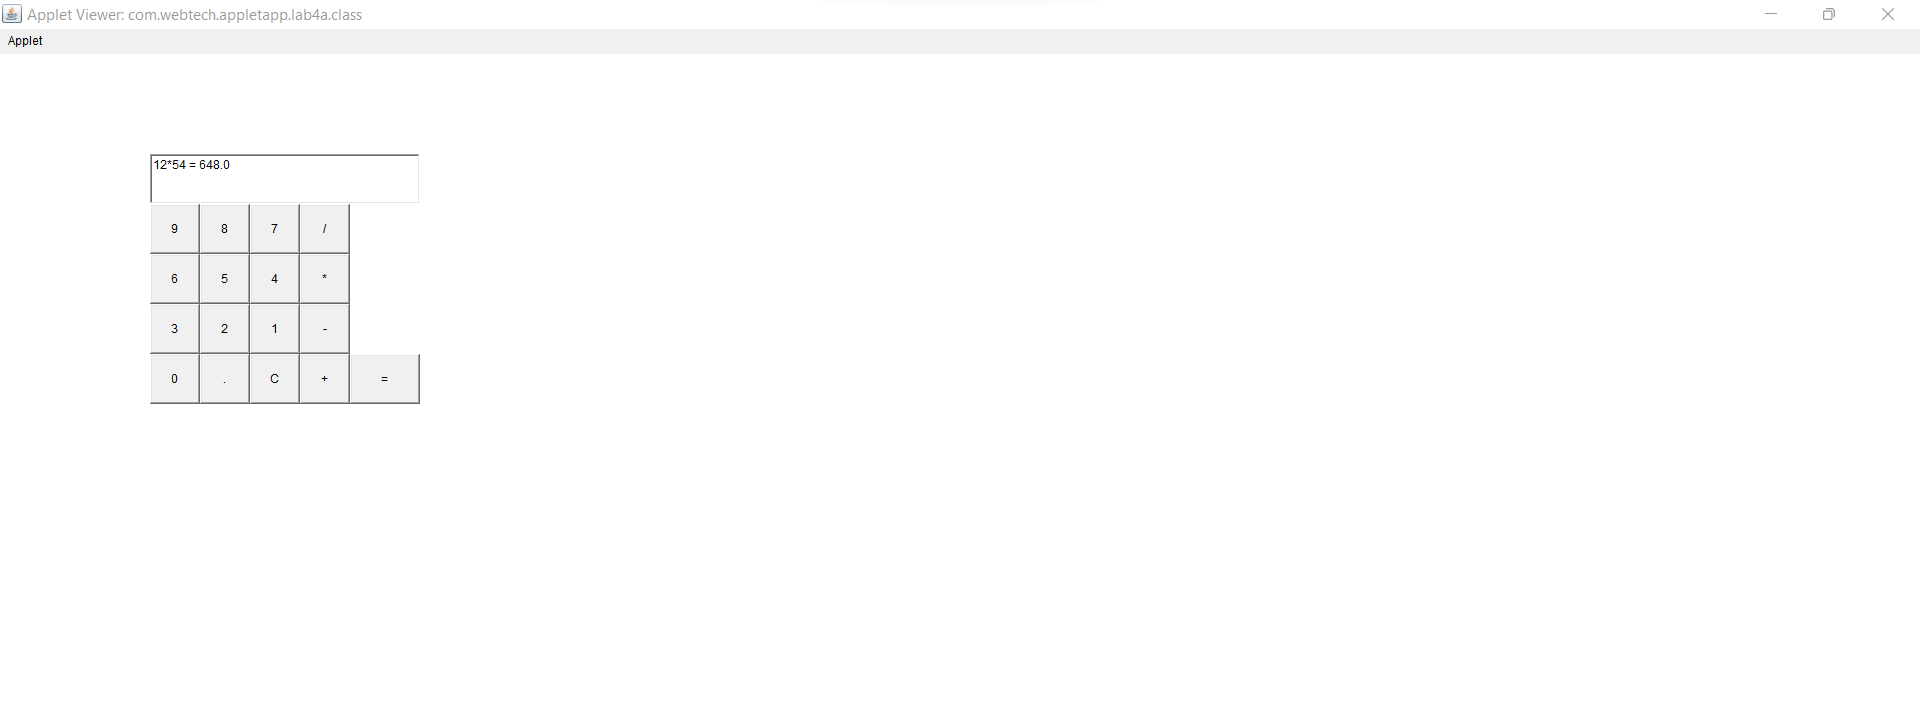 Applet Viewer: com.webtech.appletapp.lab4a.class
Applet
12*54 = 648.0
9 8 7 /
6 5 4 *
3 2 1 -
0 . C + =